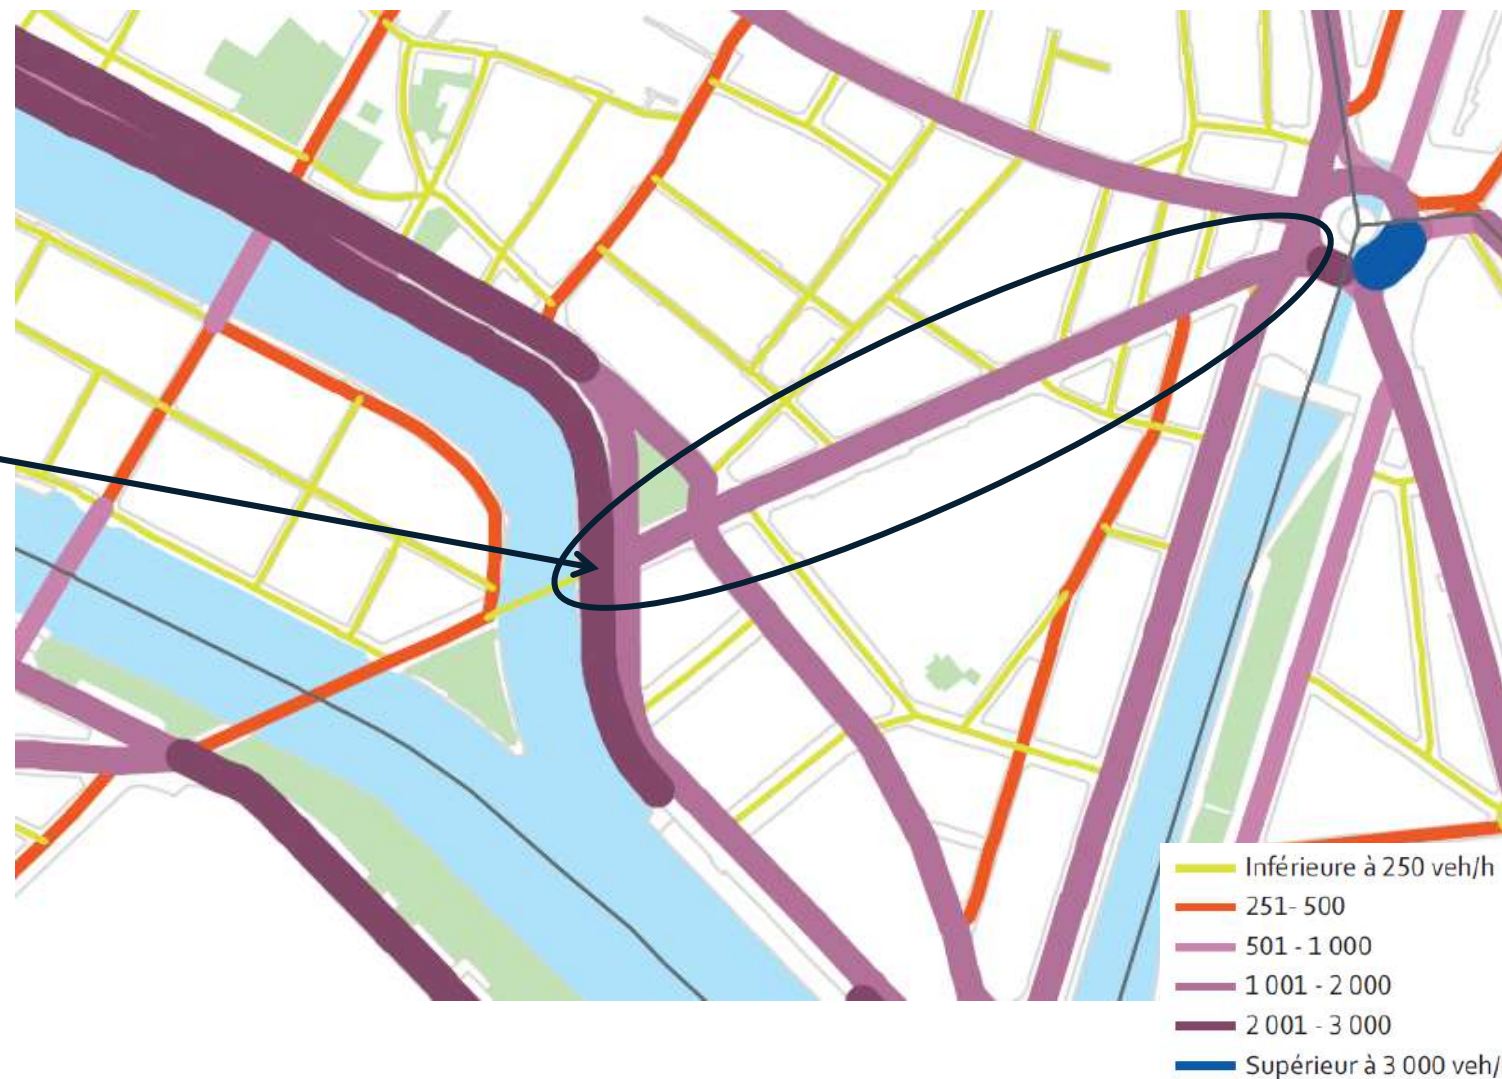 Inférieure à 250 veh/h
251- 500
501 - 1 000
1 001 - 2 000
2 001 - 3 000
Supérieur à 3 000 veh/